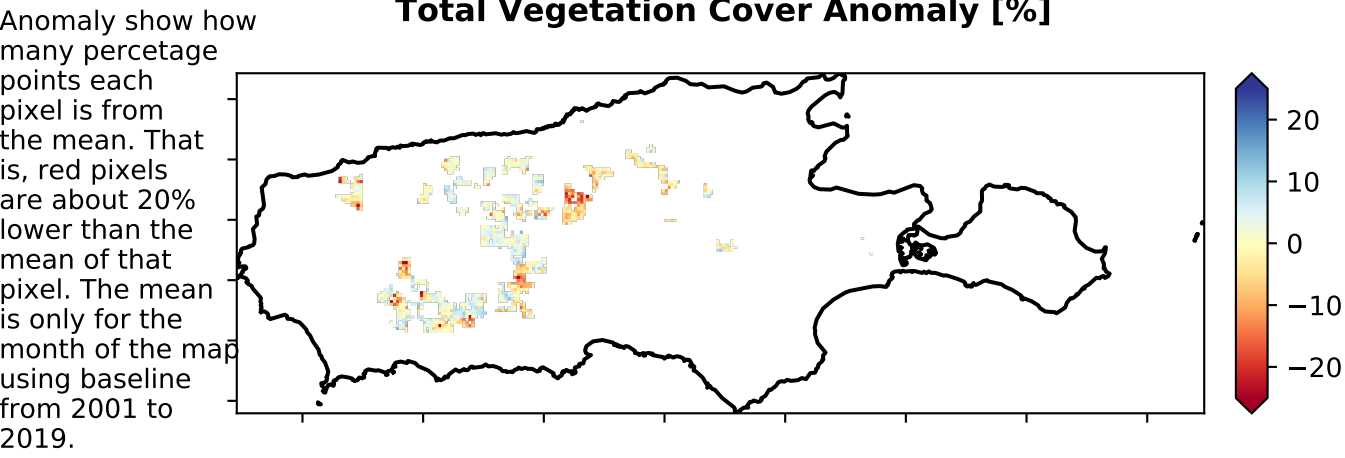 Total Vegetation Cover Anomaly [%]
Anomaly show how
many percetage
points each
pixel is from
the mean. That
is, red pixels
are about 20%
lower than the
mean of that
pixel. The mean
is only for the
month of the map
using baseline
from 2001 to
2019.
20
10
0
−10
−20